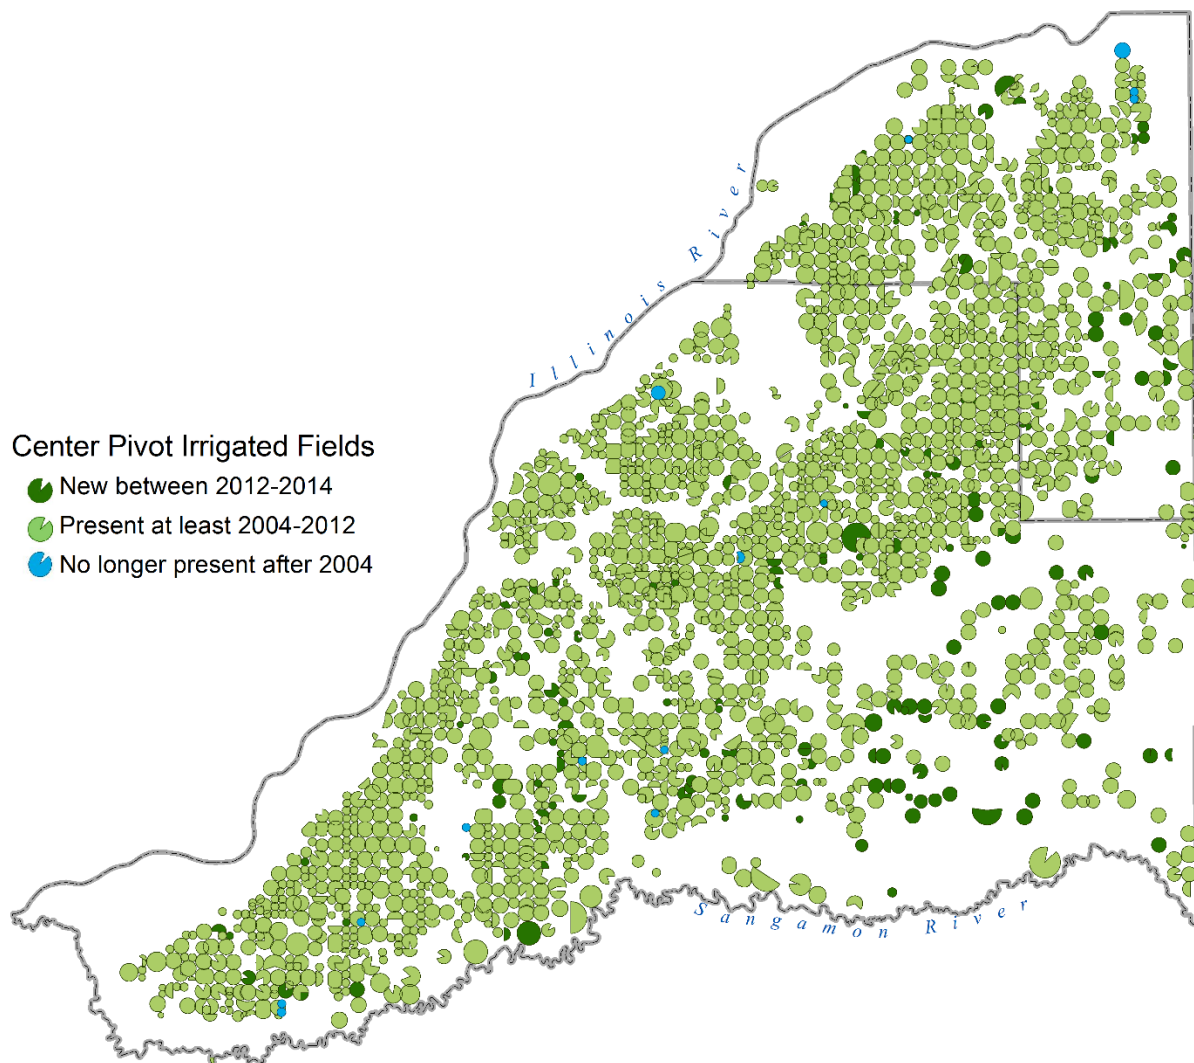 Illinois River
Center Pivot Irrigated Fields
New between 2012-2014
Present at least 2004-2012
No longer present after 2004
Sangamon River